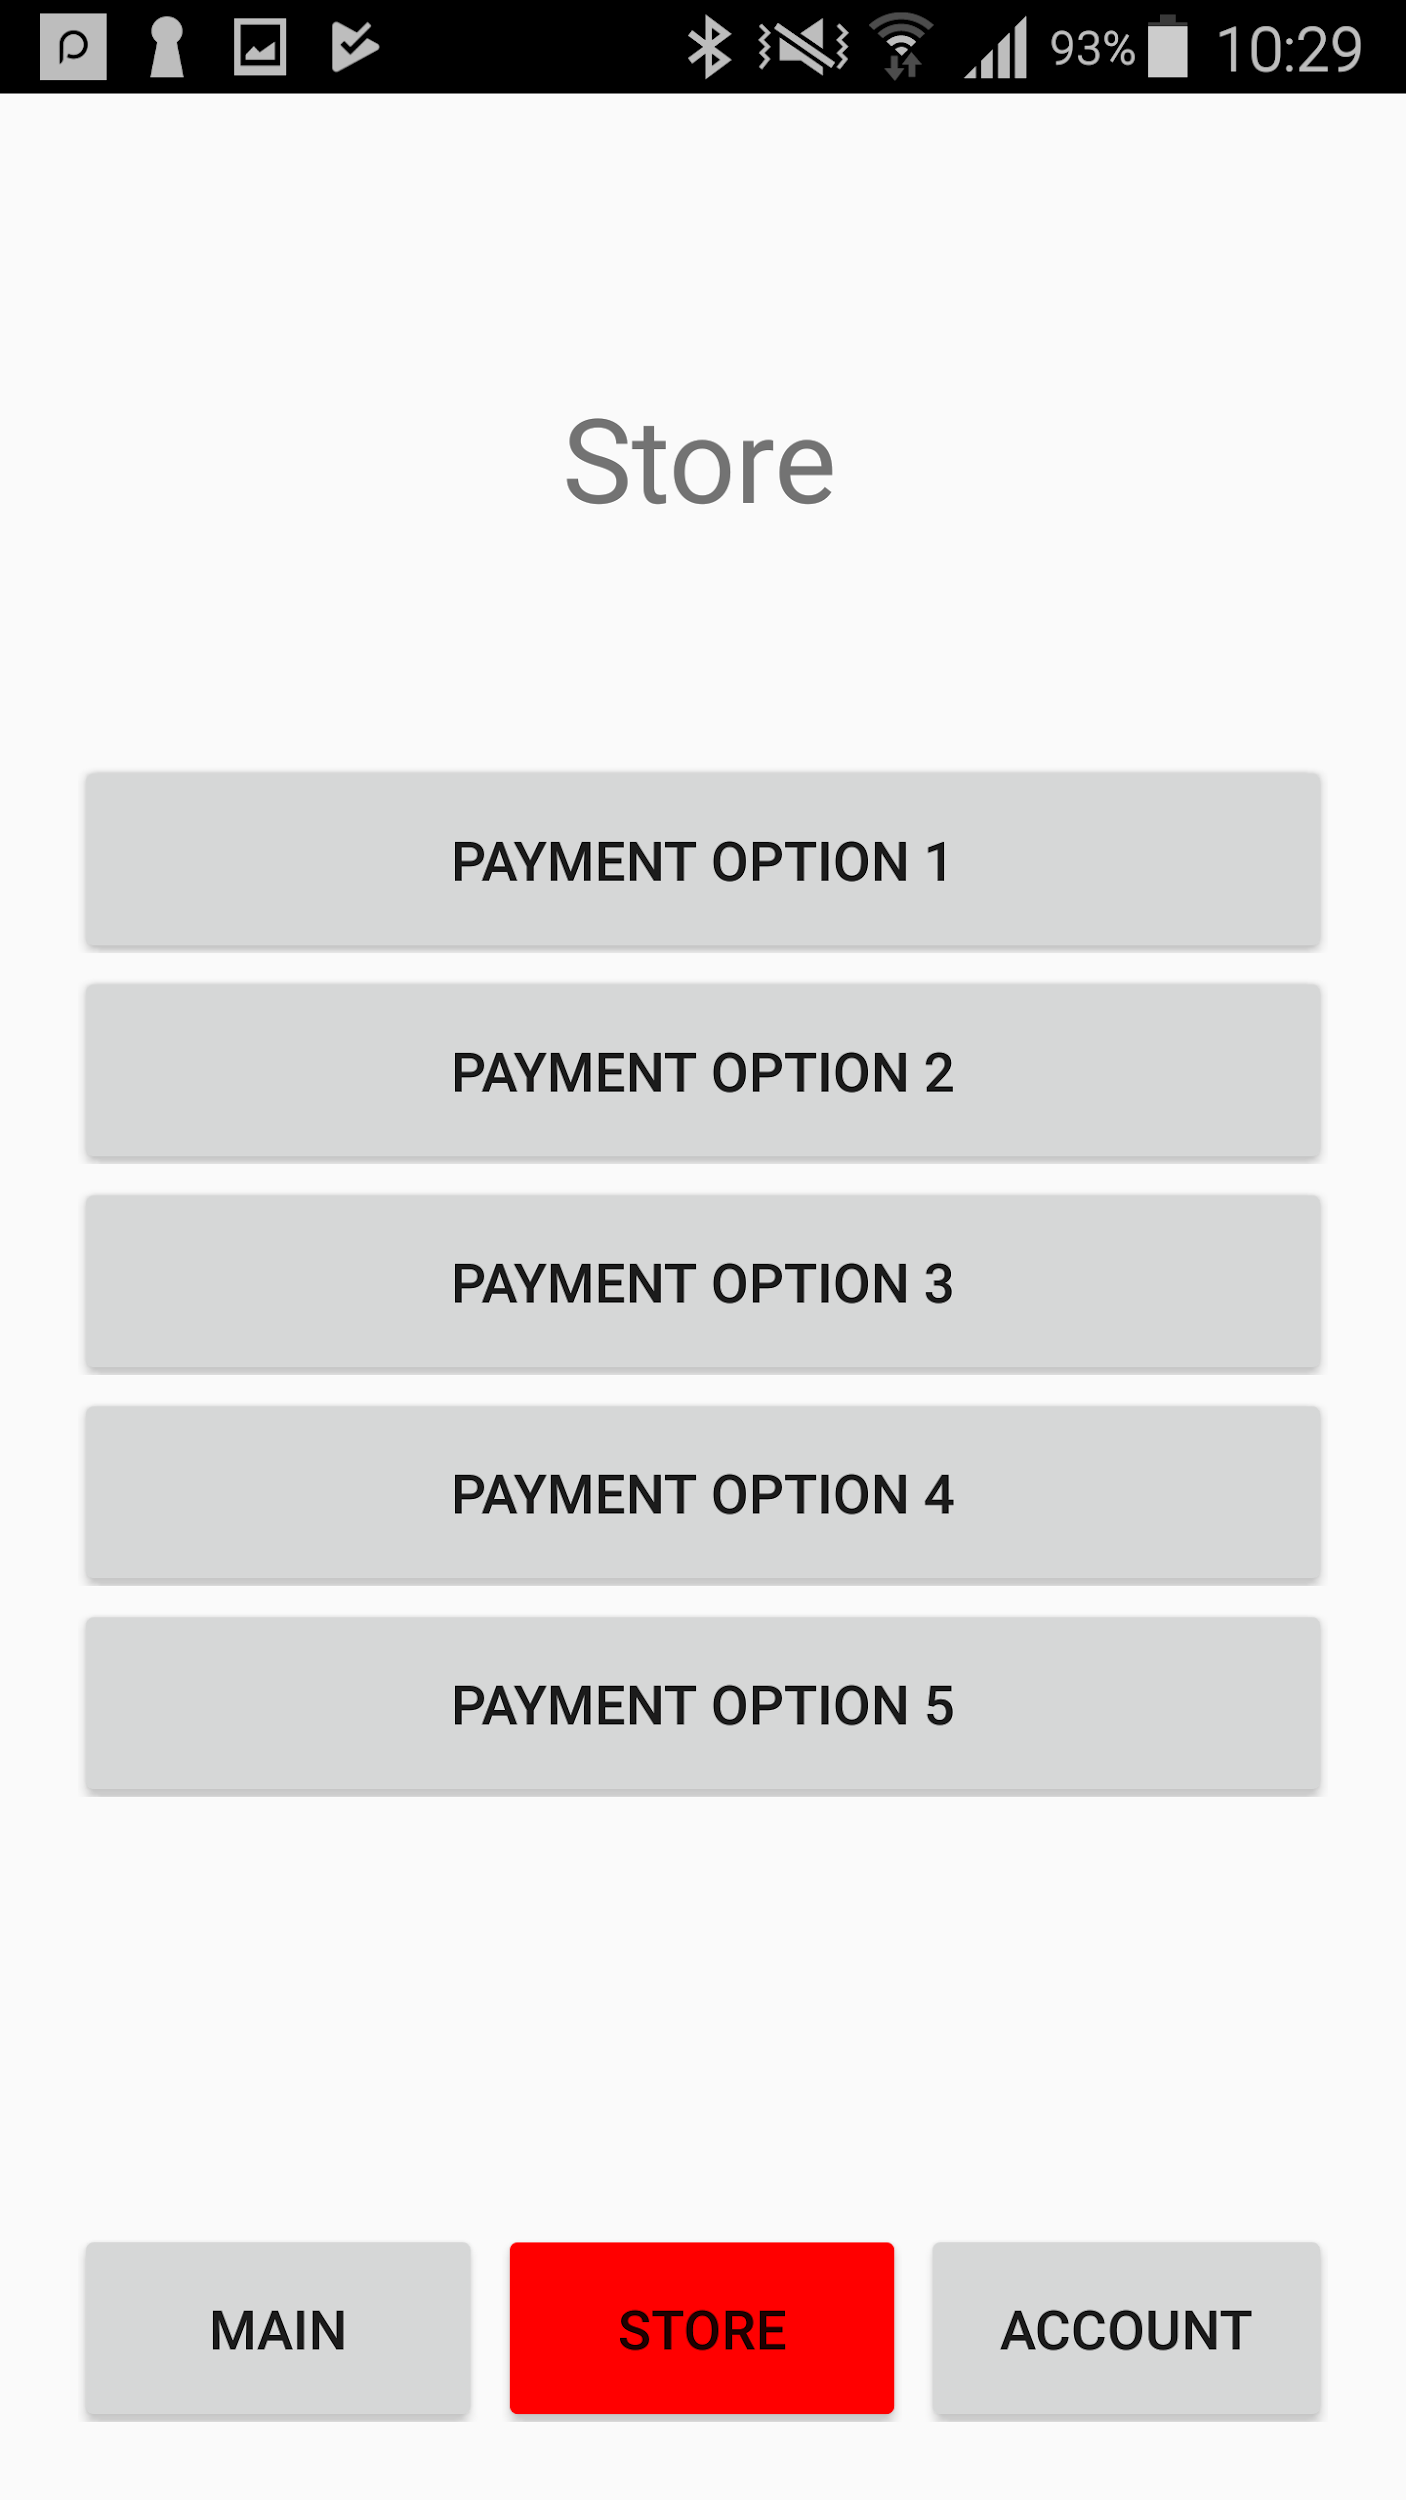 93% 10:29
Store
PAYMENT OPTION 1
PAYMENT OPTION 2
PAYMENT OPTION 3
PAYMENT OPTION 4
PAYMENT OPTION 5
MAIN STORE ACCOUNT